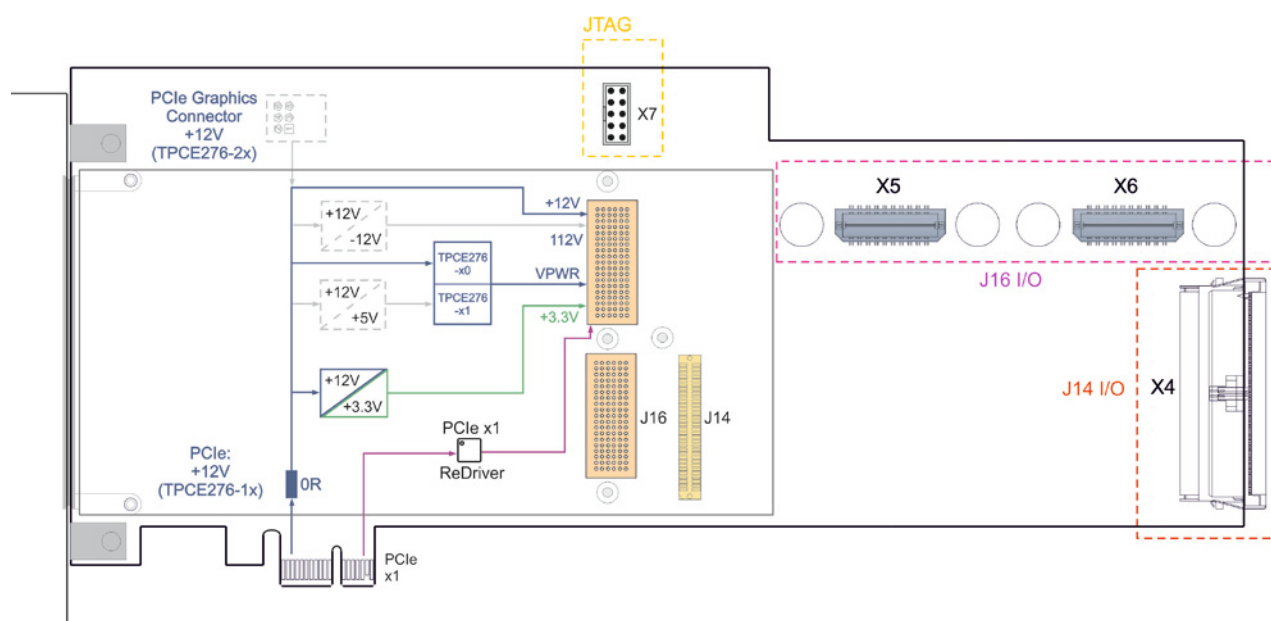 JTAG
X7
PCIe Graphics
Connector
+12V
(TPCE276-2x)
X5
X6
J16 I/O
+12V
-12V
+12V
112V
TPCE276
-x0
VPWR
TPCE276
-x1
+12V
+5V
+3.3V
+12V
+3.3V
J14 I/O
X4
J16
J14
PCIe x1
ReDriver
PCIe:
+12V
(TPCE276-1x)
0R
PCIe
x1